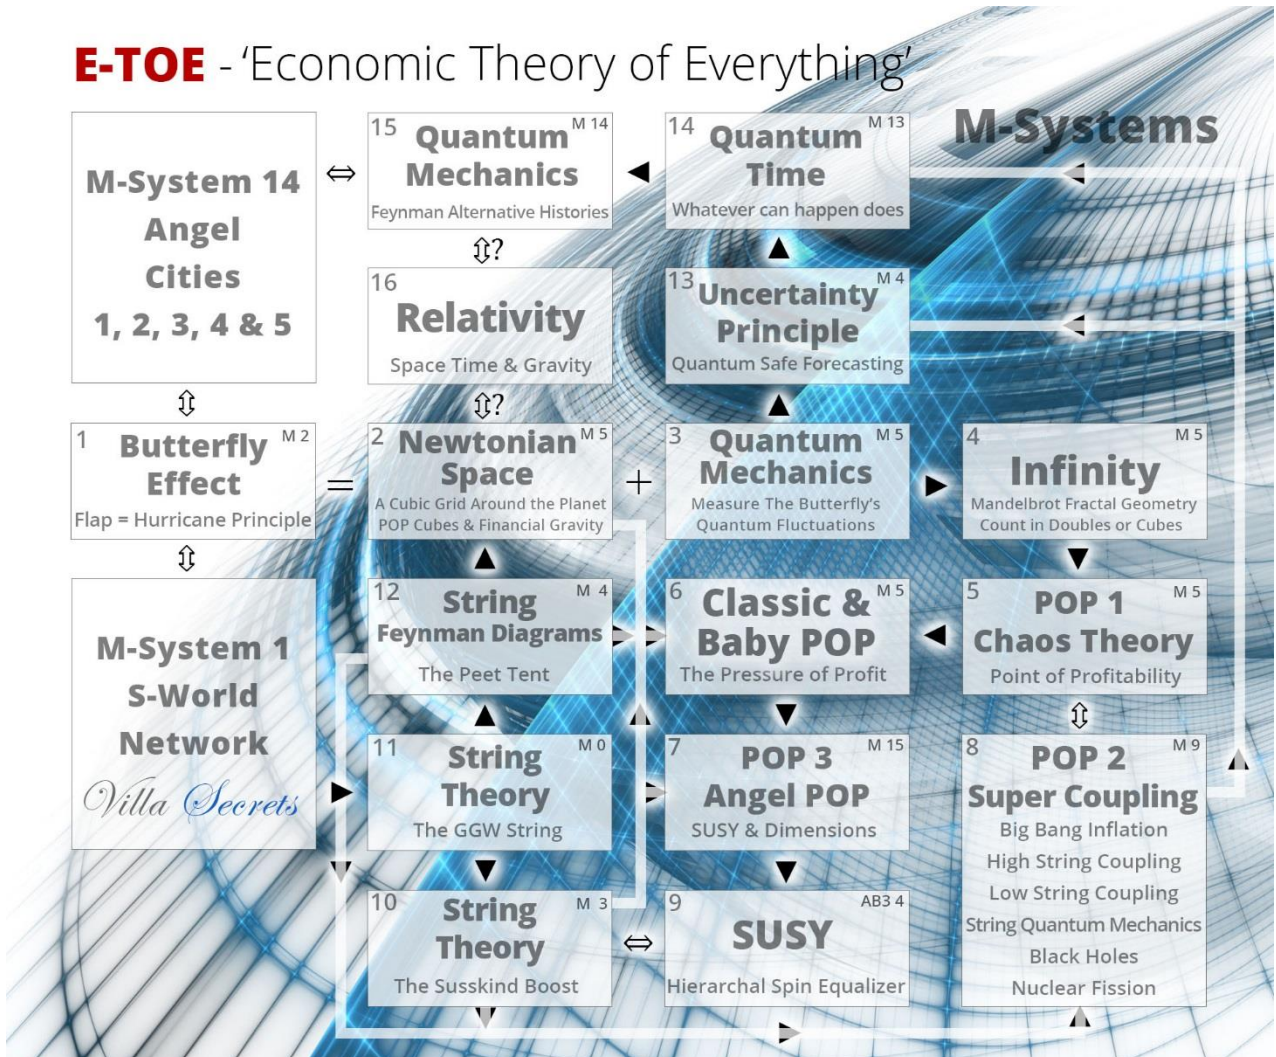 E-TOE - ‘Economic Theory of Everything’
M-Systems
M-System 14
Angel
Cities
1, 2, 3, 4 & 5
15
M 14
Quantum
Mechanics
Feynman Alternative Histories
14
M 13
Quantum
Time
Whatever can happen does
?
16
Relativity
Space Time & Gravity
13
M 4
Uncertainty
Principle
Quantum Safe Forecasting
?
1
M 2
Butterfly
Effect
Flap = Hurricane Principle
=
2
M 5
Newtonian
Space
A Cubic Grid Around the Planet
POP Cubes & Financial Gravity
+
3
M 5
Quantum
Mechanics
Measure The Butterfly's
Quantum Fluctuations
4
M 5
Infinity
Mandelbrot Fractal Geometry
Count in Doubles or Cubes
M-System 1
S-World
Network
Villa Secrets
12
M 4
String
Feynman Diagrams
The Peet Tent
6
M 5
Classic &
Baby POP
The Pressure of Profit
5
M 5
POP 1
Chaos Theory
Point of Profitability
11
M 0
String
Theory
The GGW String
7
M 15
POP 3
Angel POP
SUSY & Dimensions
8
M 9
POP 2
Super Coupling
Big Bang Inflation
High String Coupling
Low String Coupling
String Quantum Mechanics
Black Holes
Nuclear Fission
10
M 3
String
Theory
The Susskind Boost
9
AB3 4
SUSY
Hierarchal Spin Equalizer